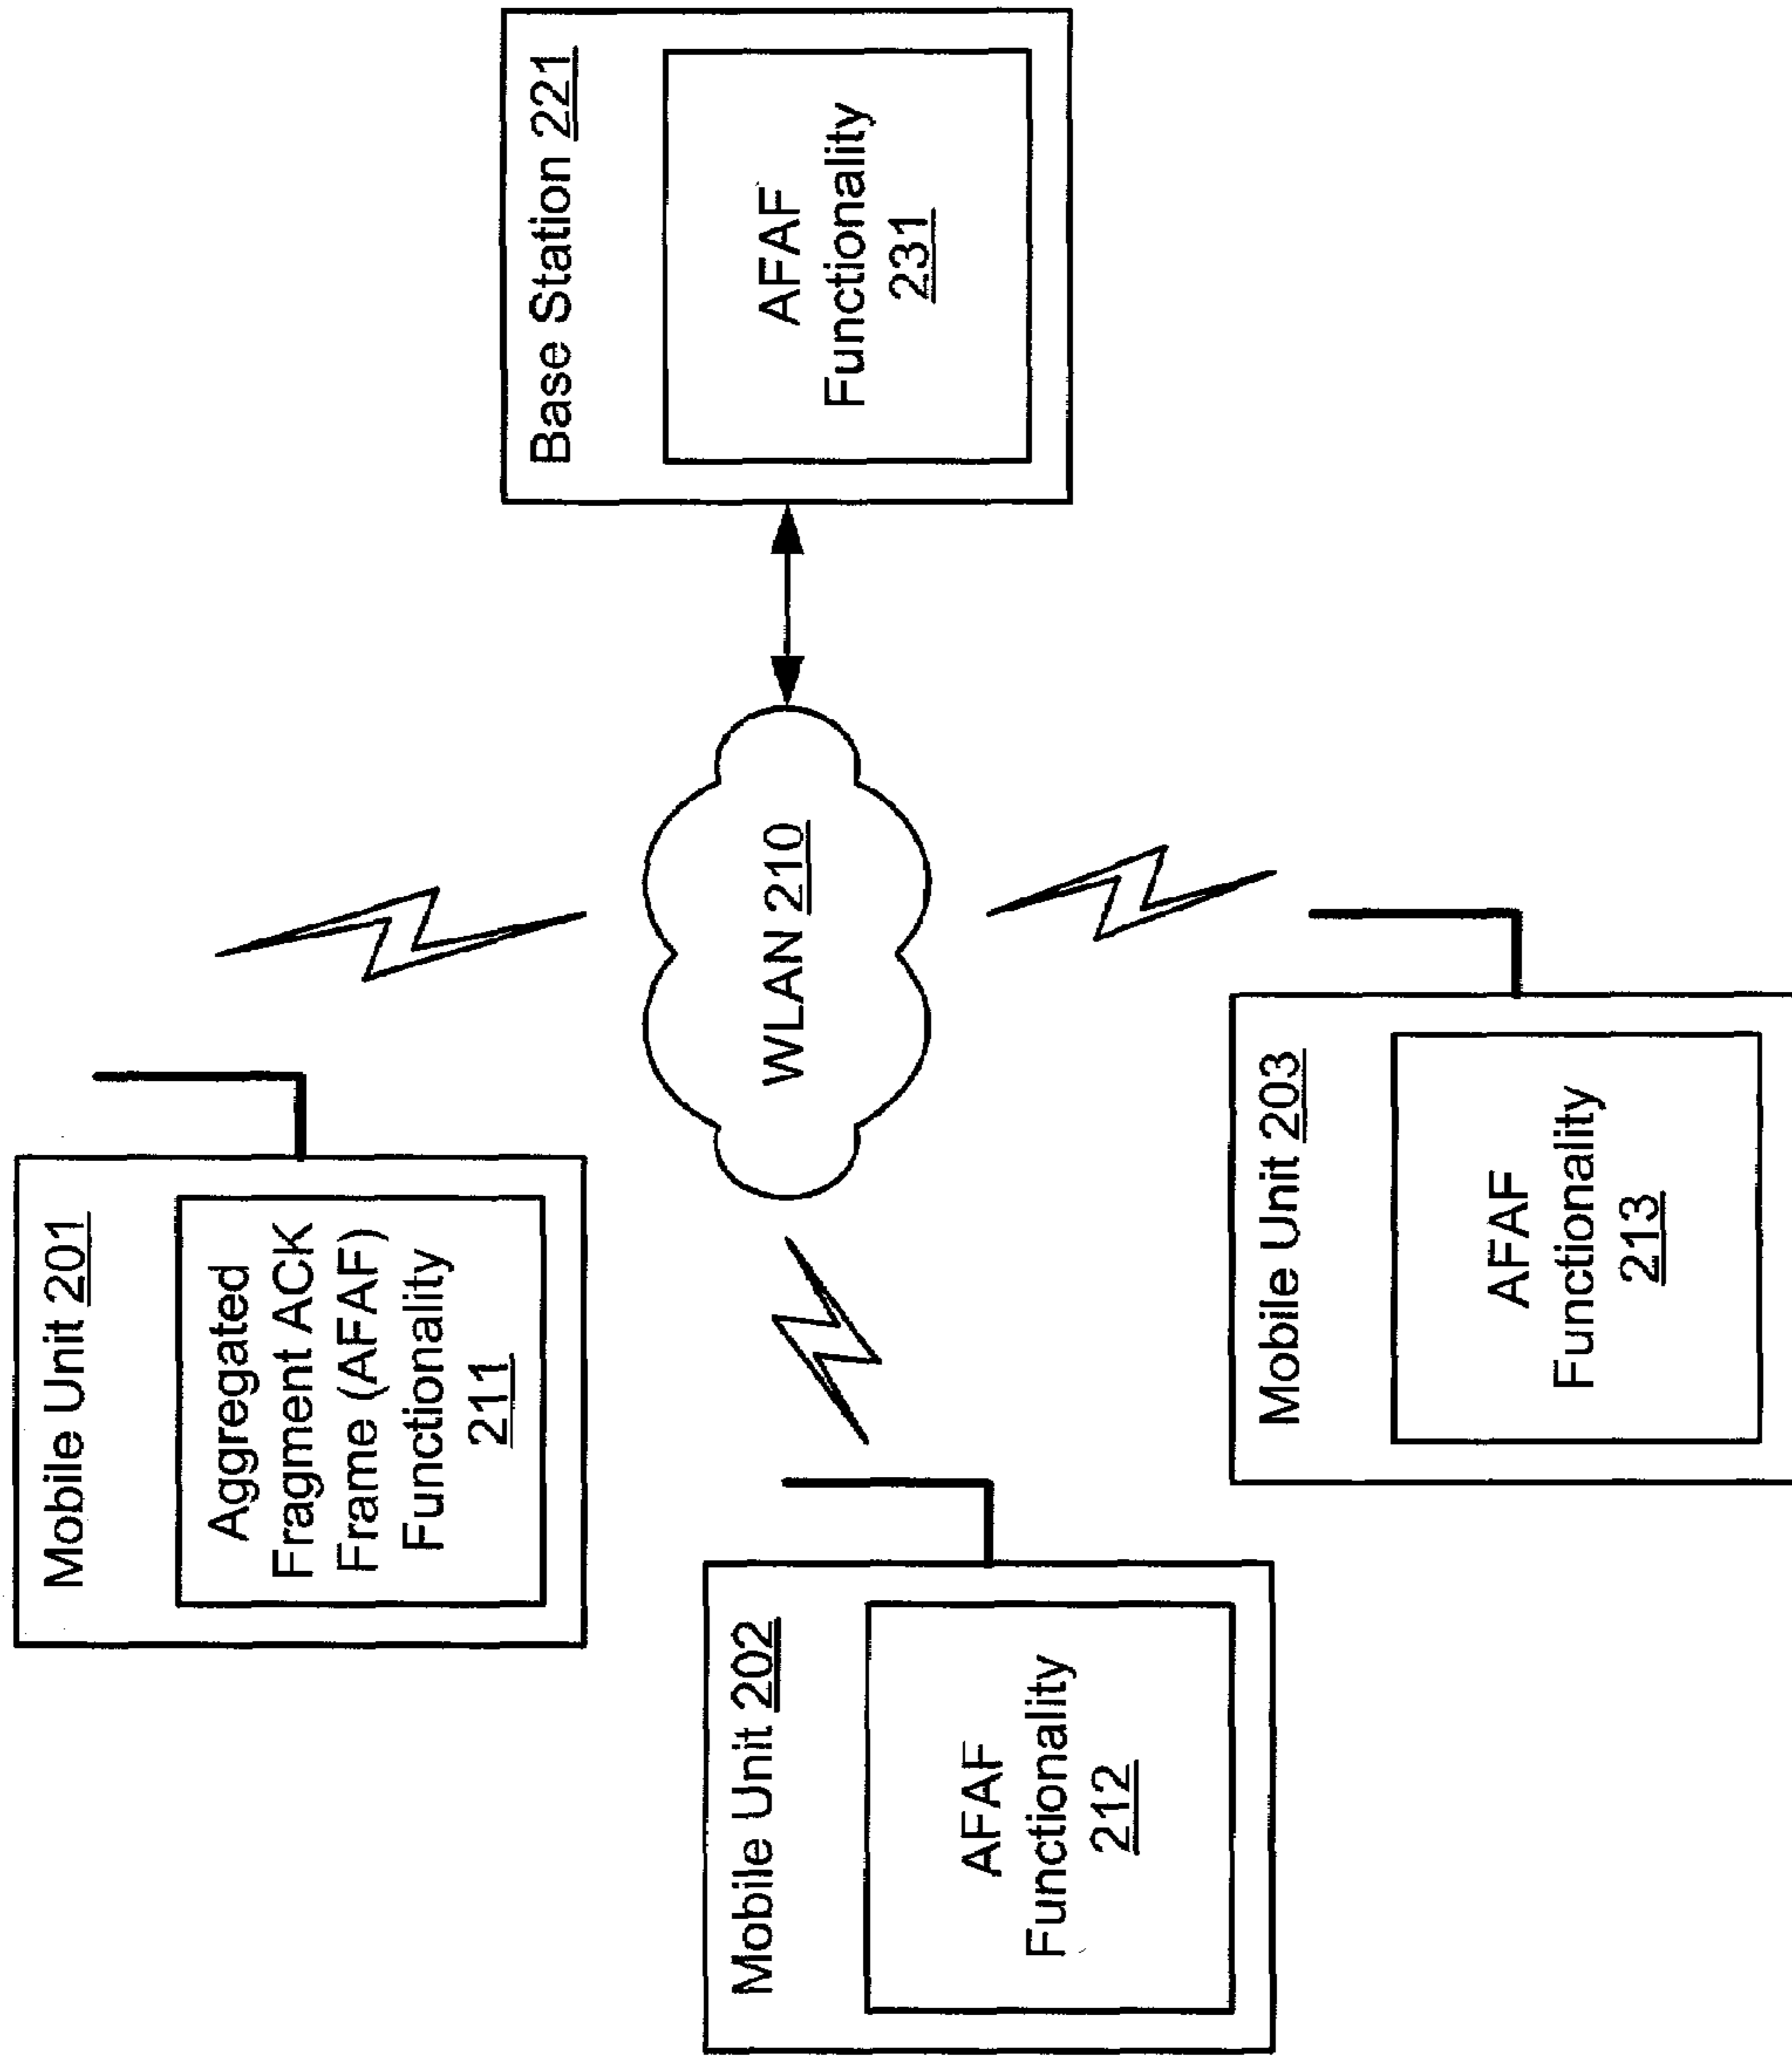 Mobile Unit 201
Aggregated
Fragment ACK
Frame (AFAF)
Functionality
211
Mobile Unit 202
AFAF
Functionality
212
WLAN 210
Base Station 221
AFAF
Functionality
231
Mobile Unit 203
AFAF
Functionality
213